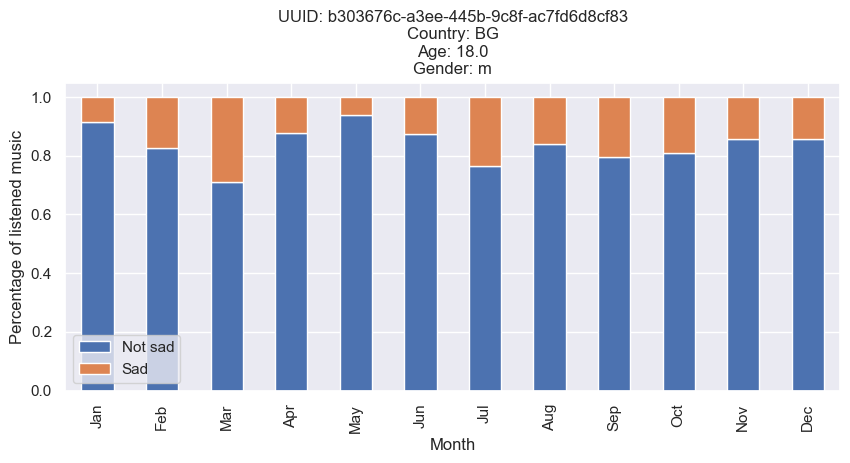 UUID: b303676c-a3ee-445b-9c8f-ac7fd6d8cf83
Country: BG
Age: 18.0
Gender: m
Percentage of listened music
1.0
0.8
0.6
0.4
0.2
0.0
Not sad
Sad
Jan
Feb
Mar
Apr
May
Jun
Jul
Aug
Sep
Oct
Nov
Dec
Month